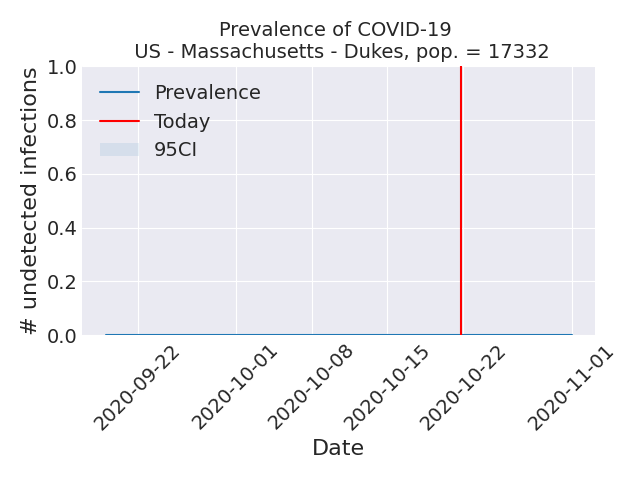 Prevalence of COVID-19
US - Massachusetts - Dukes, pop. = 17332
# undetected infections
1.0
0.8
0.6
0.4
0.2
0.0
Prevalence
Today
95CI
2020-09-22
2020-10-01
2020-10-08
2020-10-15
2020-10-22
2020-11-01
Date